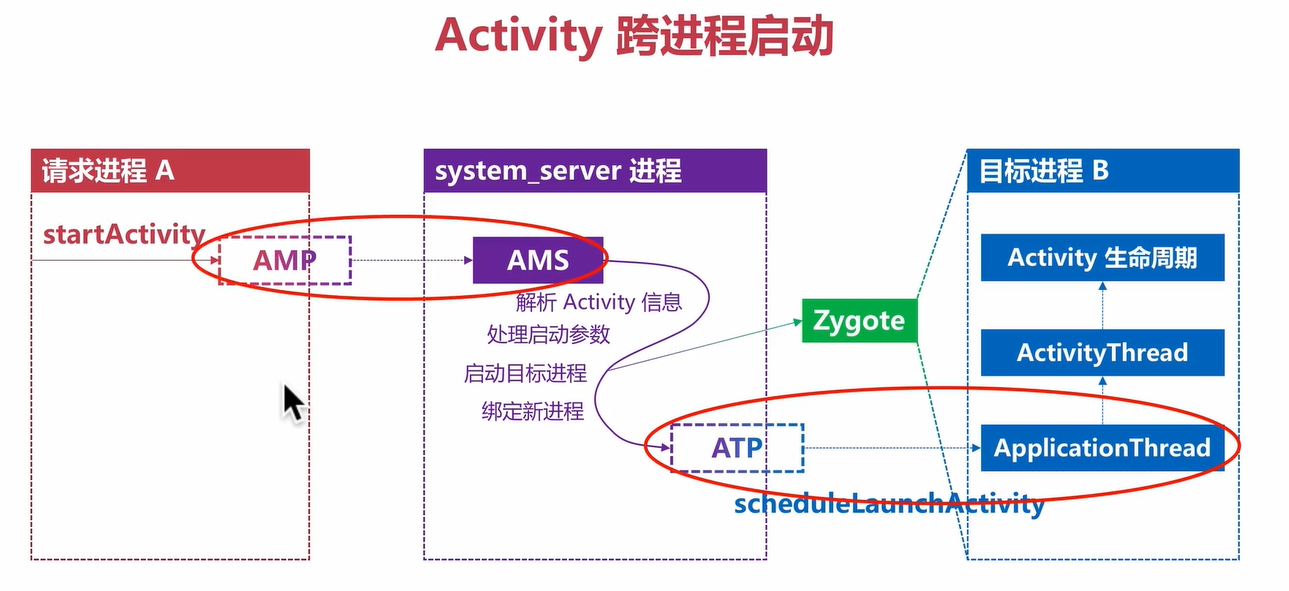 Activity 跨进程启动
请求进程 A
startActivity
AMP
system_server 进程
AMS
解析 Activity 信息
处理启动参数
启动目标进程
绑定新进程
ATP
scheduleLaunchActivity
Zygote
目标进程 B
Activity 生命周期
ActivityThread
ApplicationThread